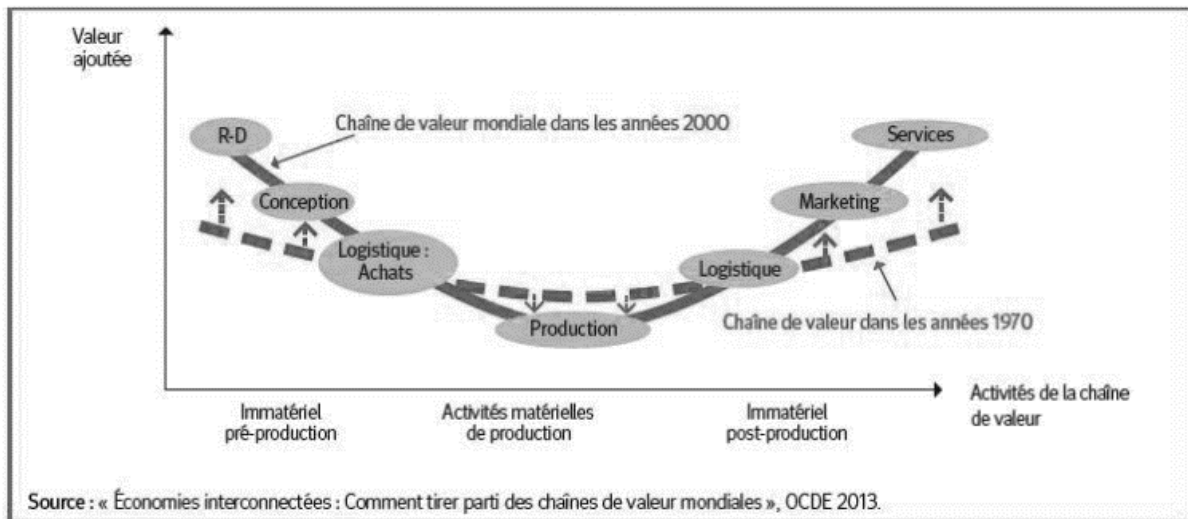 Valeur
ajoutée
Chaîne de valeur mondiale dans les années 2000
R-D
Services
Conception
Marketing
Logistique :
Achats
Logistique
Production
Chaîne de valeur dans les années 1970
Immatériel
pré-production
Activités matérielles
de production
Immatériel
post-production
Activités de la chaîne
de valeur
Source : « Économies interconnectées : Comment tirer parti des chaînes de valeur mondiales », OCDE 2013.